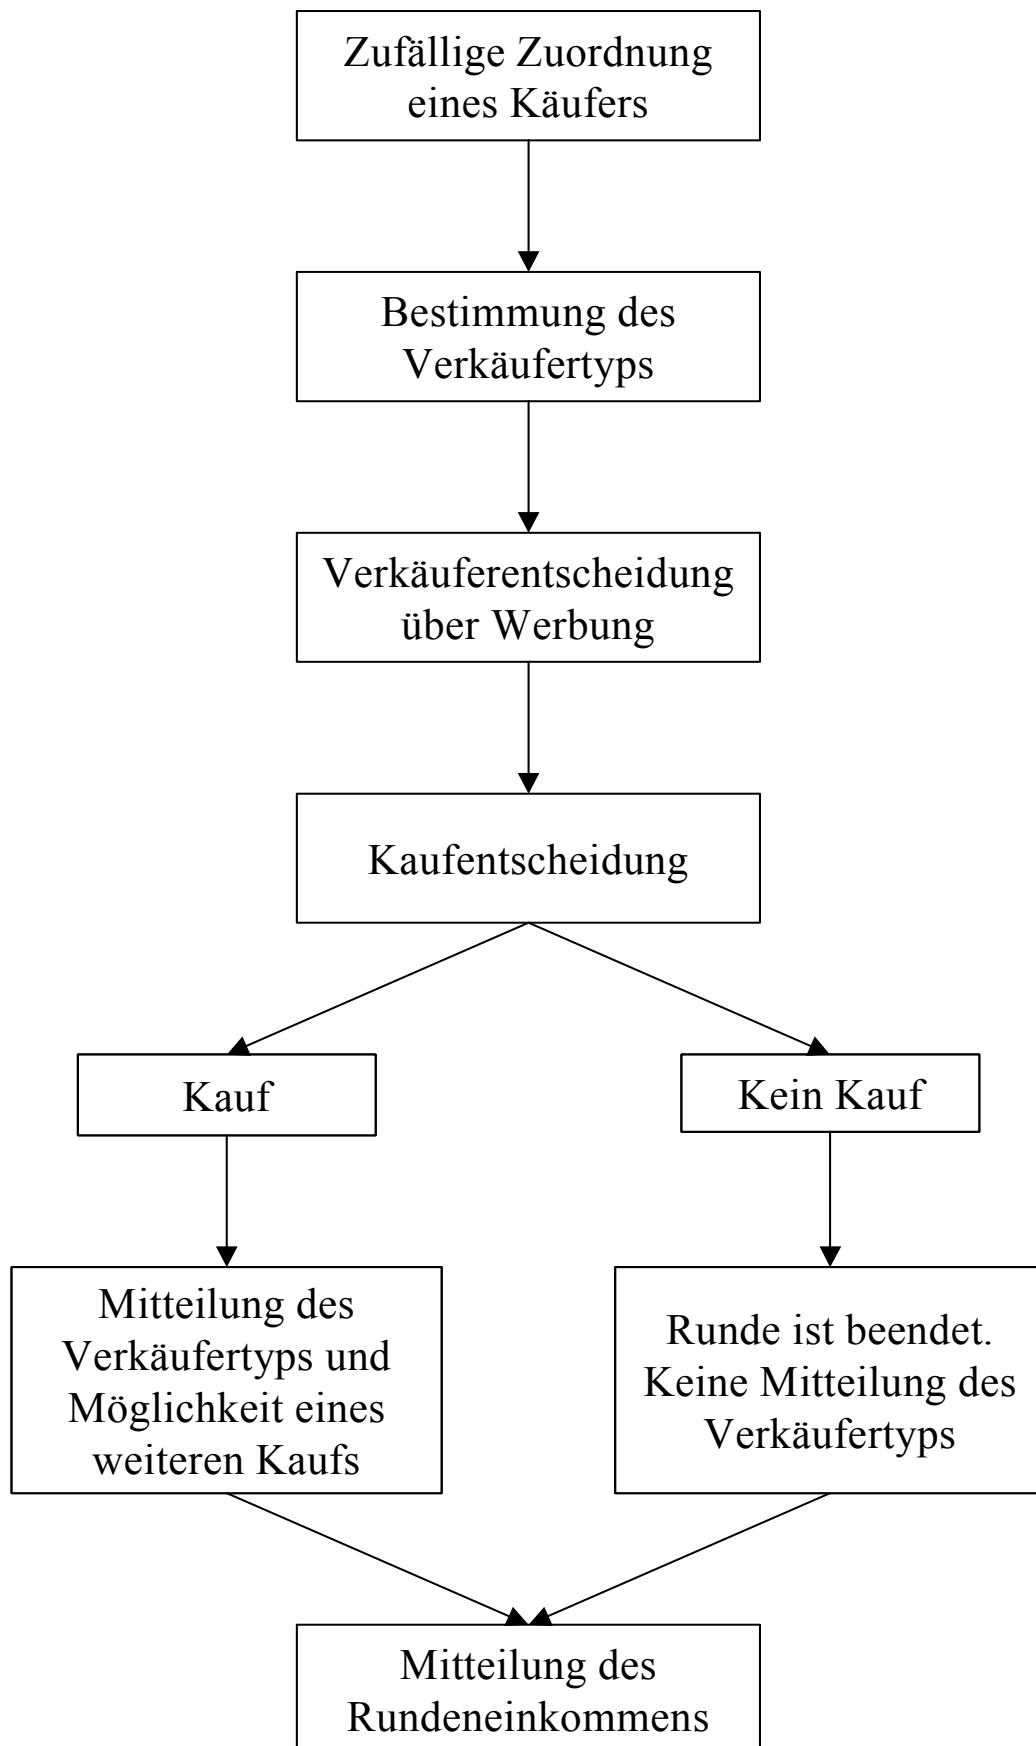 Zufällige Zuordnung
eines Käufers
Bestimmung des
Verkäufertyps
Verkäuferentscheidung
über Werbung
Kaufentscheidung
Kauf
Kein Kauf
Mitteilung des
Verkäufertyps und
Möglichkeit eines
weiteren Kaufs
Runde ist beendet.
Keine Mitteilung des
Verkäufertyps
Mitteilung des
Rundeneinkommens